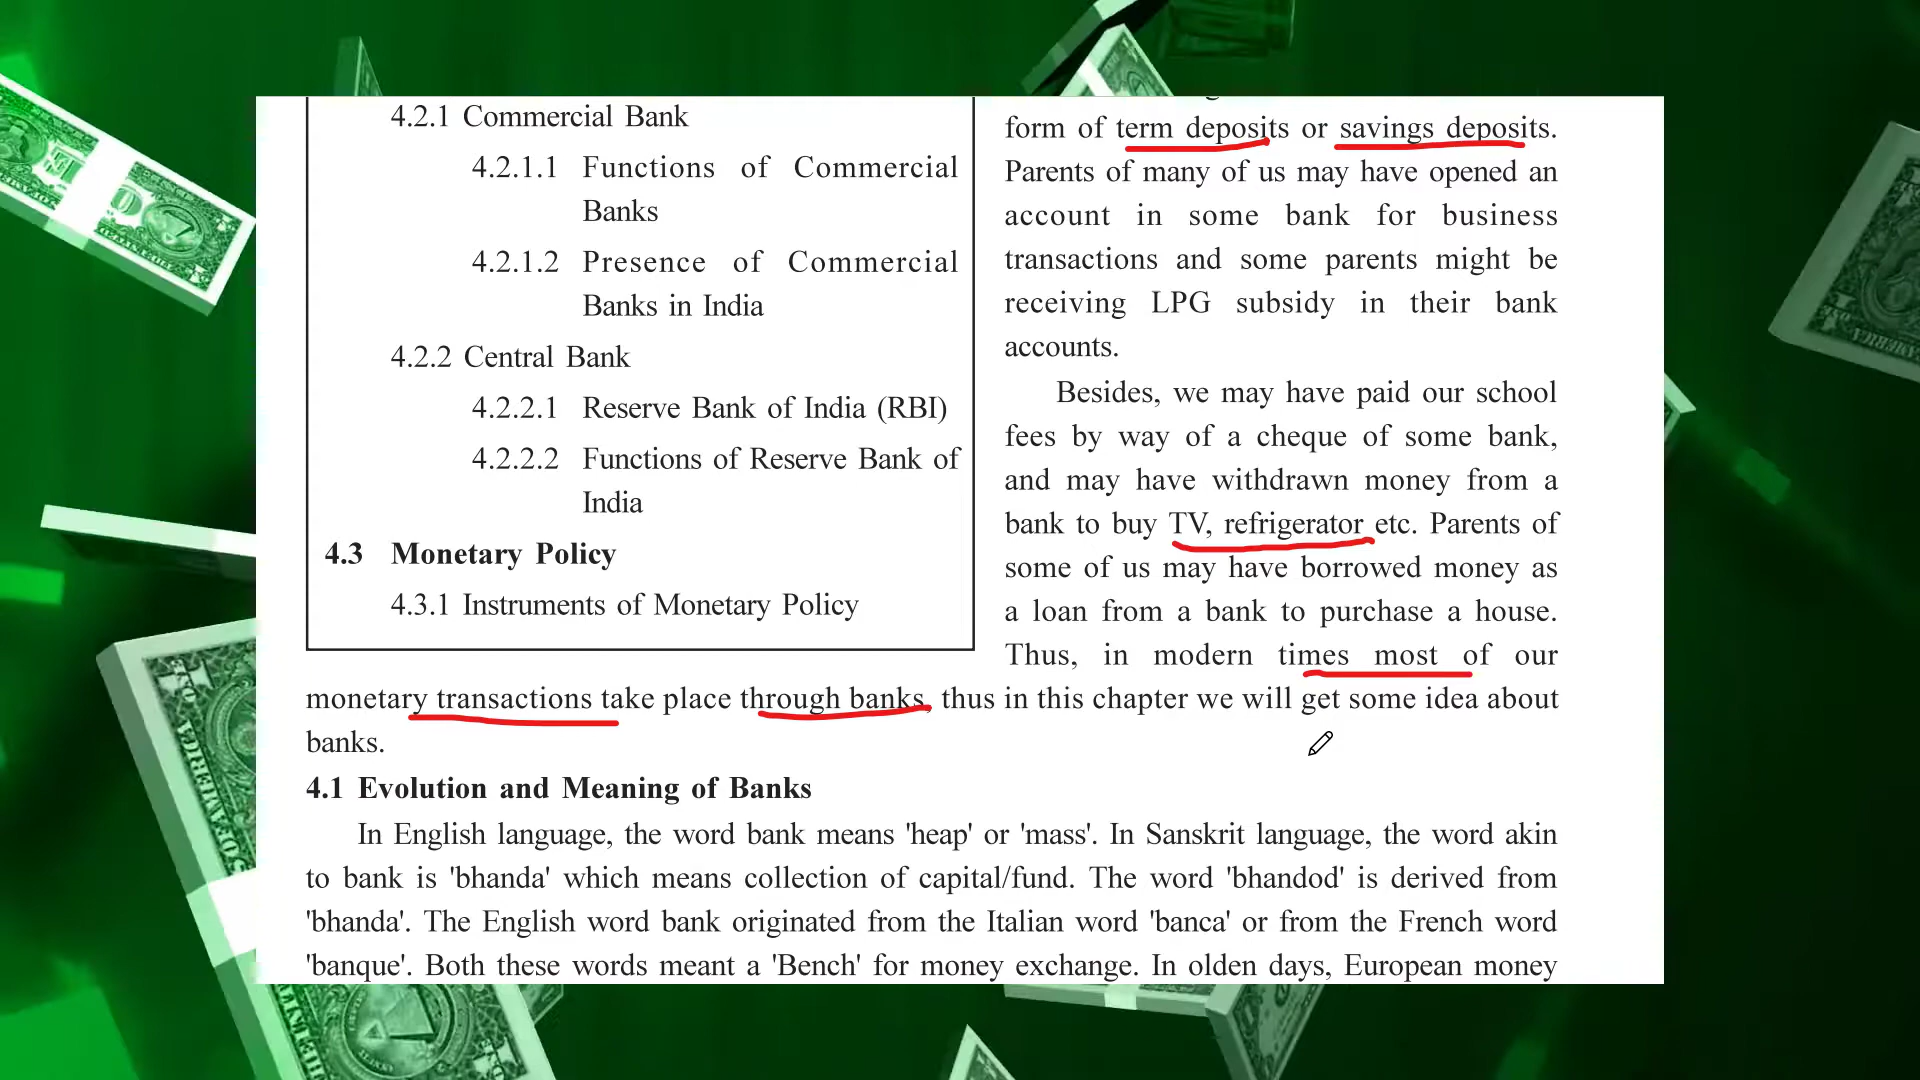 4.2.1 Commercial Bank
4.2.1.1 Functions of Commercial
Banks
4.2.1.2 Presence of Commercial
Banks in India
4.2.2 Central Bank
4.2.2.1 Reserve Bank of India (RBI)
4.2.2.2 Functions of Reserve Bank of
India
4.3 Monetary Policy
4.3.1 Instruments of Monetary Policy
form of term deposits or savings deposits.
Parents of many of us may have opened an
account in some bank for business
transactions and some parents might be
receiving LPG subsidy in their bank
accounts.
Besides, we may have paid our school
fees by way of a cheque of some bank,
and may have withdrawn money from a
bank to buy TV, refrigerator etc. Parents of
some of us may have borrowed money as
a loan from a bank to purchase a house.
Thus, in modern times most of our
monetary transactions take place through banks, thus in this chapter we will get some idea about
banks.
4.1 Evolution and Meaning of Banks
In English language, the word bank means 'heap' or 'mass'. In Sanskrit language, the word akin
to bank is 'bhanda' which means collection of capital/fund. The word 'bhandod' is derived from
'bhanda'. The English word bank originated from the Italian word 'banca' or from the French word
'banque'. Both these words meant a 'Bench' for money exchange. In olden days, European money